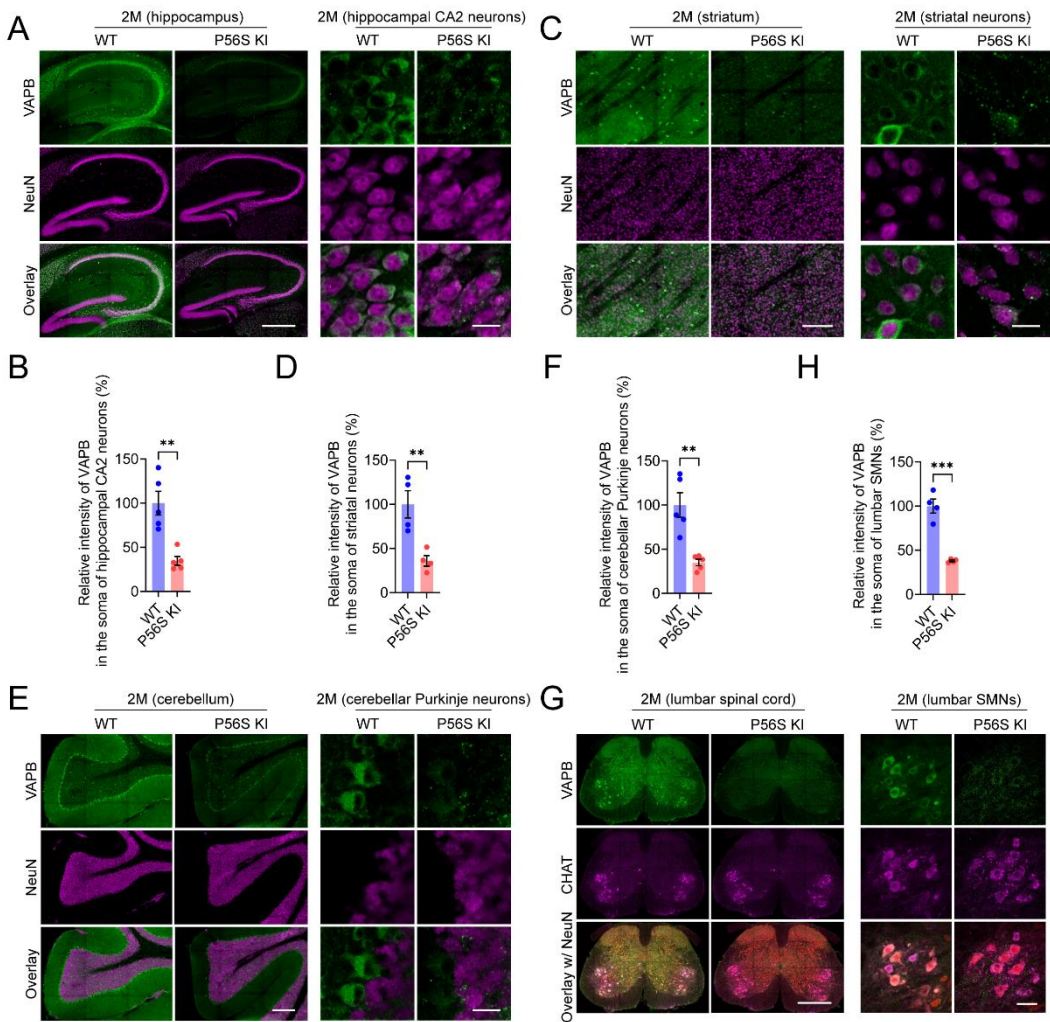 A
2M (hippocampus)
WT
P56S KI
2M (hippocampal CA2 neurons)
WT
P56S KI
VAPB
NeuN
Overlay
C
2M (striatum)
WT
P56S KI
2M (striatal neurons)
WT
P56S KI
VAPB
NeuN
Overlay
B
Relative intensity of VAPB
in the soma of hippocampal CA2 neurons (%)
150
100
50
0
**
WT
P56S KI
D
Relative intensity of VAPB
in the soma of striatal neurons (%)
150
100
50
0
**
WT
P56S KI
F
Relative intensity of VAPB
in the soma of cerebellar Purkinje neurons (%)
150
100
50
0
**
WT
P56S KI
H
Relative intensity of VAPB
in the soma of lumbar SMNs (%)
150
100
50
0
***
WT
P56S KI
E
2M (cerebellum)
WT
P56S KI
2M (cerebellar Purkinje neurons)
WT
P56S KI
VAPB
NeuN
Overlay
G
2M (lumbar spinal cord)
WT
P56S KI
2M (lumbar SMNs)
WT
P56S KI
VAPB
CHAT
Overlay w/ NeuN